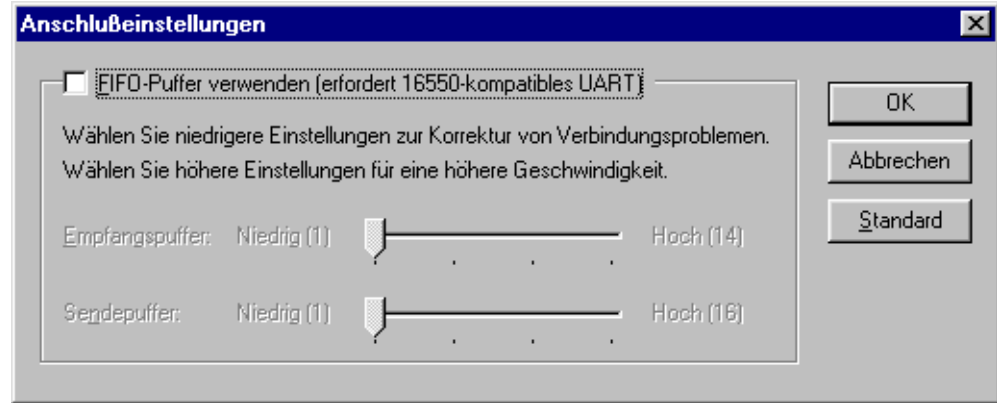 Anschlußeinstellungen
FIFO-Puffer verwenden (erfordert 16550-kompatibles UART)
Wählen Sie niedrigere Einstellungen zur Korrektur von Verbindungsproblemen.
Wählen Sie höhere Einstellungen für eine höhere Geschwindigkeit.
Empfangspuffer: Niedrig (1) Hoch (14)
Sendepuffer: Niedrig (1) Hoch (16)
OK
Abbrechen
Standard